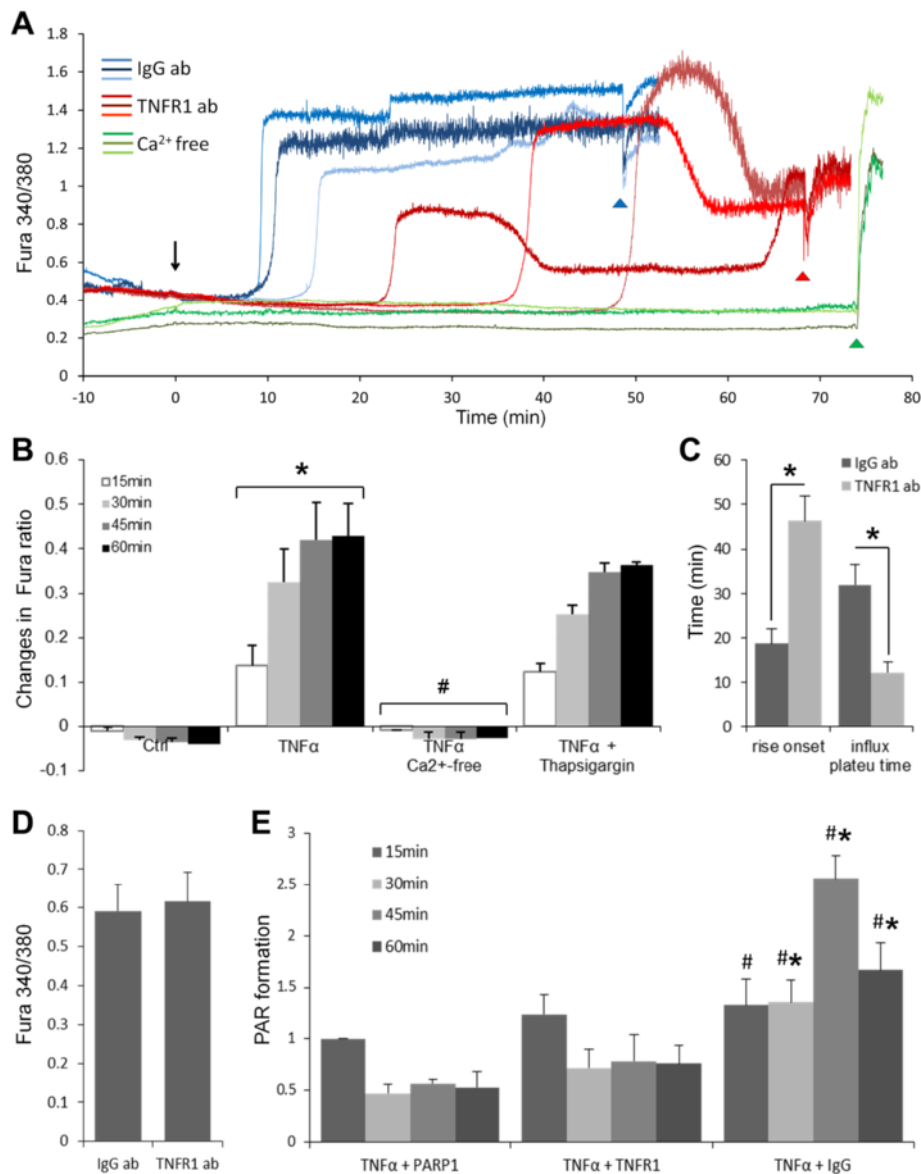 A
1.8
1.6
1.4
1.2
1
0.8
0.6
0.4
0.2
0
Fura 340/380
IgG ab
TNFR1 ab
Ca²⁺ free
-10
0
10
20
30
40
50
60
70
80
Time (min)
B
0.6
0.5
0.4
0.3
0.2
0.1
0
-0.1
Changes in Fura ratio
15min
30min
45min
60min
*
#
Ctrl
TNFα
TNFα
Ca2+-free
TNFα +
Thapsigargin
C
60
50
40
30
20
10
0
Time (min)
IgG ab
TNFR1 ab
*
*
rise onset
influx
plateu time
D
0.8
0.7
0.6
0.5
0.4
0.3
0.2
0.1
0
Fura 340/380
IgG ab
TNFR1 ab
E
3
2.5
2
1.5
1
0.5
0
PAR formation
15min
30min
45min
60min
#
#*
#*
#*
TNFα + PARP1
TNFα + TNFR1
TNFα + IgG